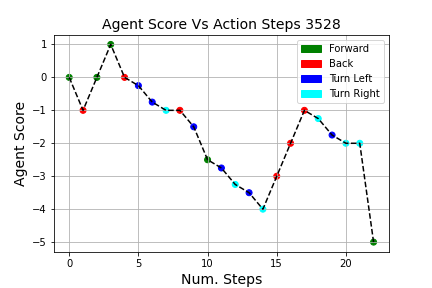 Agent Score Vs Action Steps 3528
Forward
Back
Turn Left
Turn Right
Agent Score
1
0
−1
−2
−3
−4
−5
0
5
10
15
20
Num. Steps